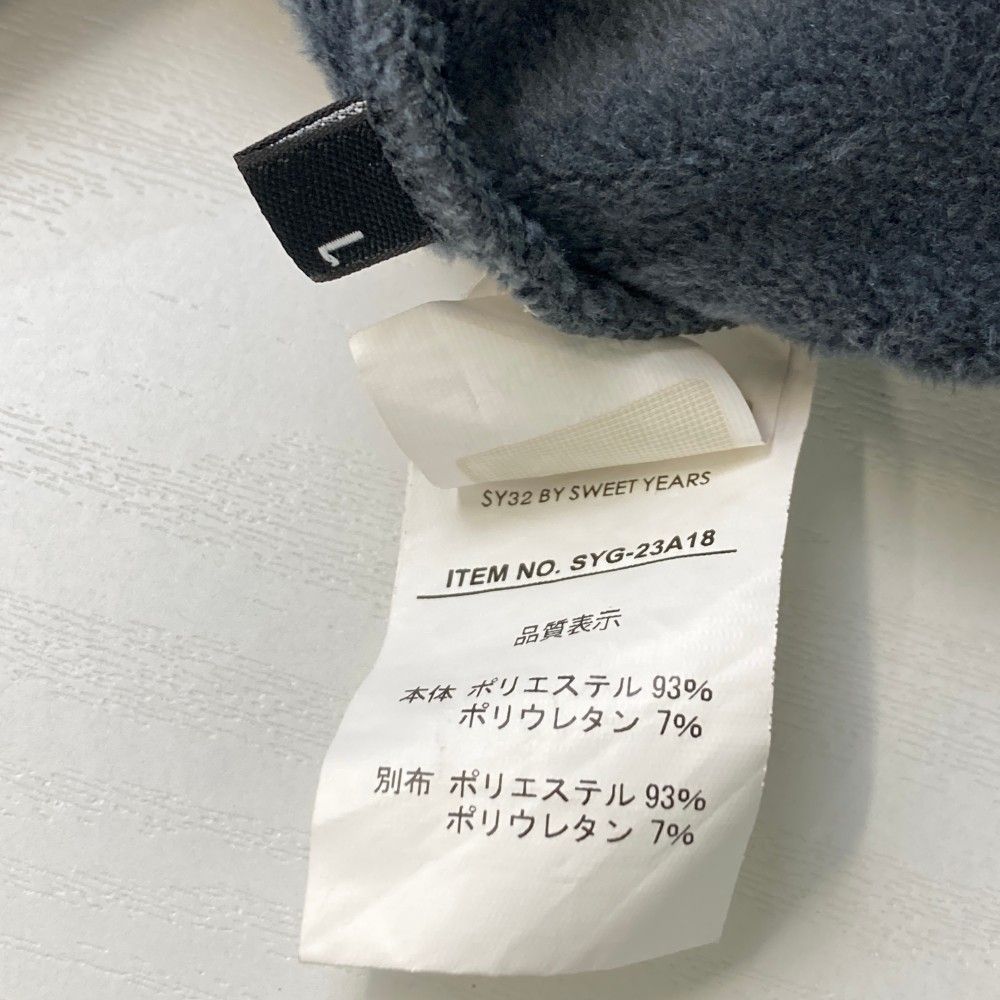 L
SY32 BY SWEET YEARS
ITEM NO. SYG-23A18
品質表示
本体 ポリエステル 93%
ポリウレタン 7%
別布 ポリエステル 93%
ポリウレタン 7%